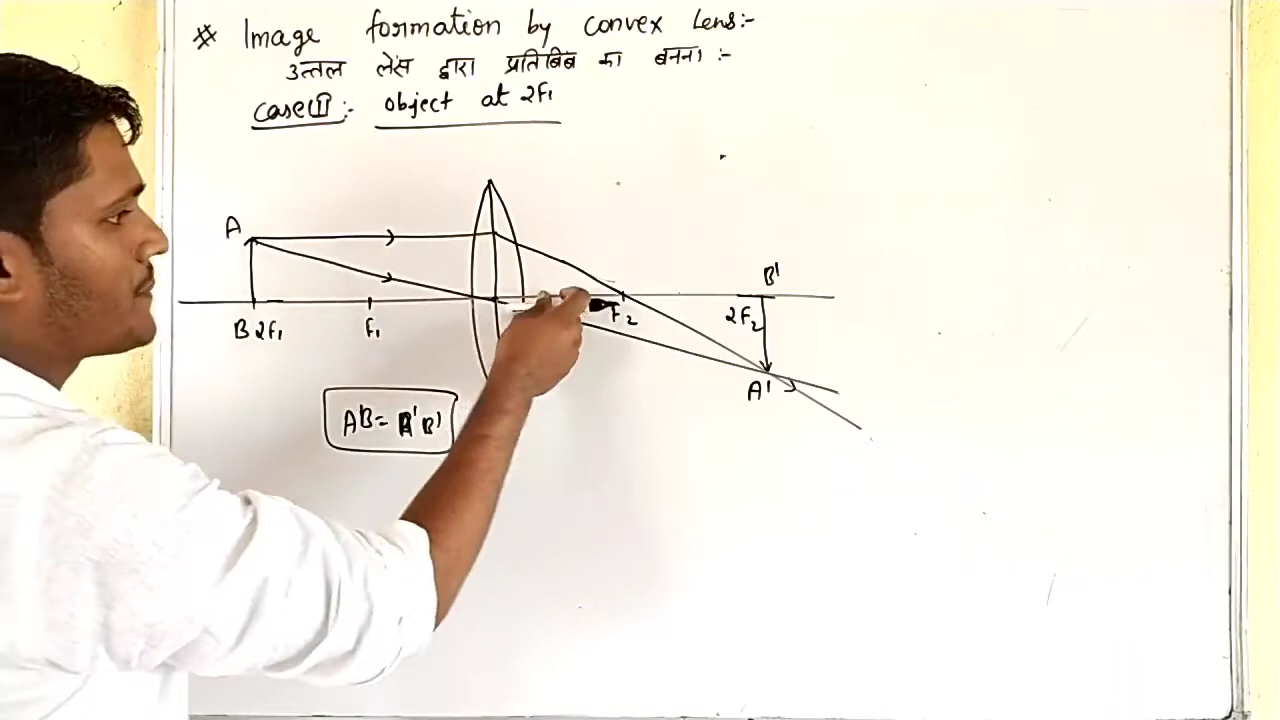 ※ Image formation by convex Lens:-
उत्तल लेंस द्वारा प्रतिबिंब का बनना :-
Case II :- object at 2F₁
A
B'
B 2F₁ F₁ F₂ 2F₂
A'
AB = A'B'